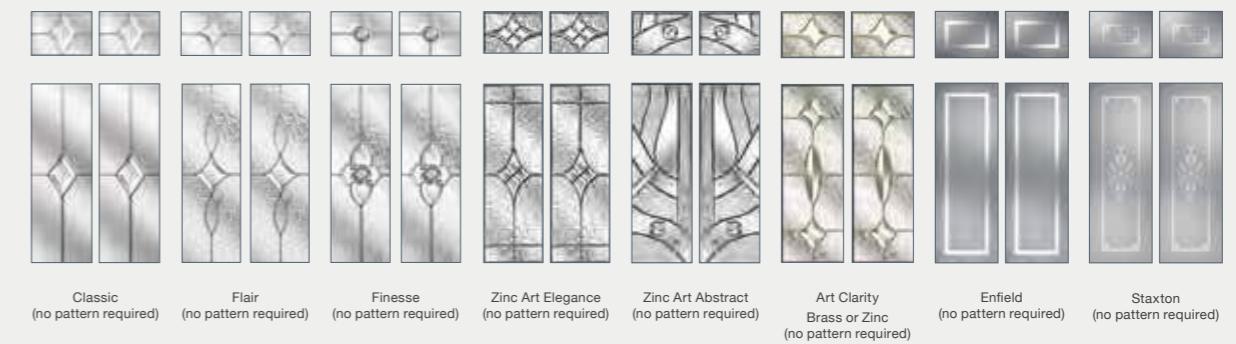 Classic
(no pattern required)
Flair
(no pattern required)
Finesse
(no pattern required)
Zinc Art Elegance
(no pattern required)
Zinc Art Abstract
(no pattern required)
Art Clarity
Brass or Zinc
(no pattern required)
Enfield
(no pattern required)
Staxton
(no pattern required)